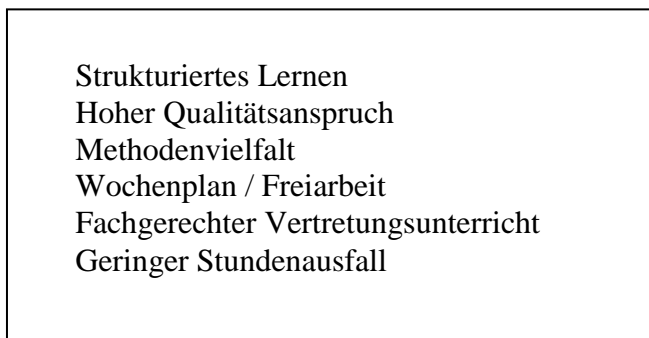 Strukturiertes Lernen
Hoher Qualitätsanspruch
Methodenvielfalt
Wochenplan / Freiarbeit
Fachgerechter Vertretungsunterricht
Geringer Stundenausfall